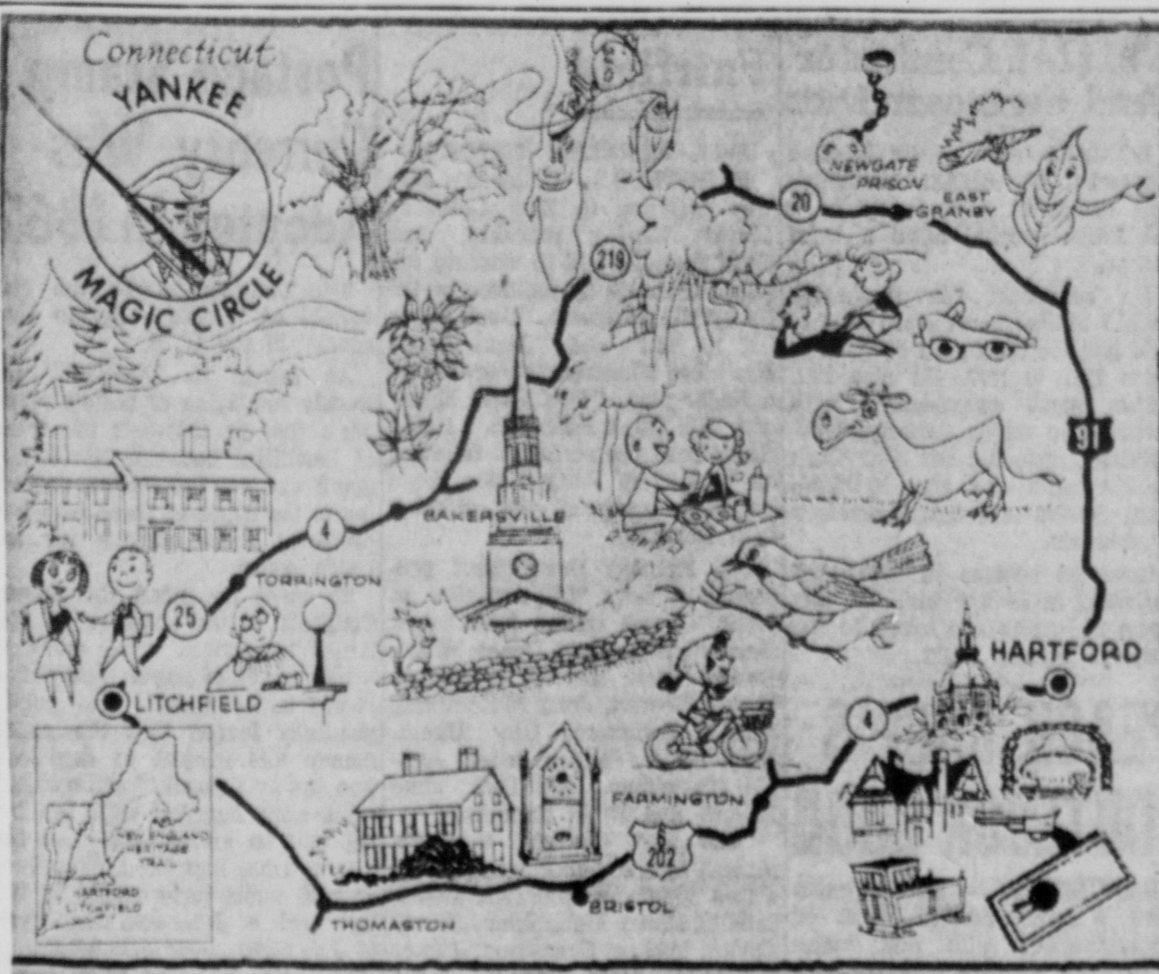 Connecticut
YANKEE
MAGIC CIRCLE
NEWGATE
PRISON
20
EAST
GRANBY
219
91
BAKERSVILLE
4
TORRINGTON
25
HARTFORD
LITCHFIELD
4
NEW ENGLAND
HERITAGE
TRAIL
FARMINGTON
202
HARTFORD
LITCHFIELD
BRISTOL
THOMASTON